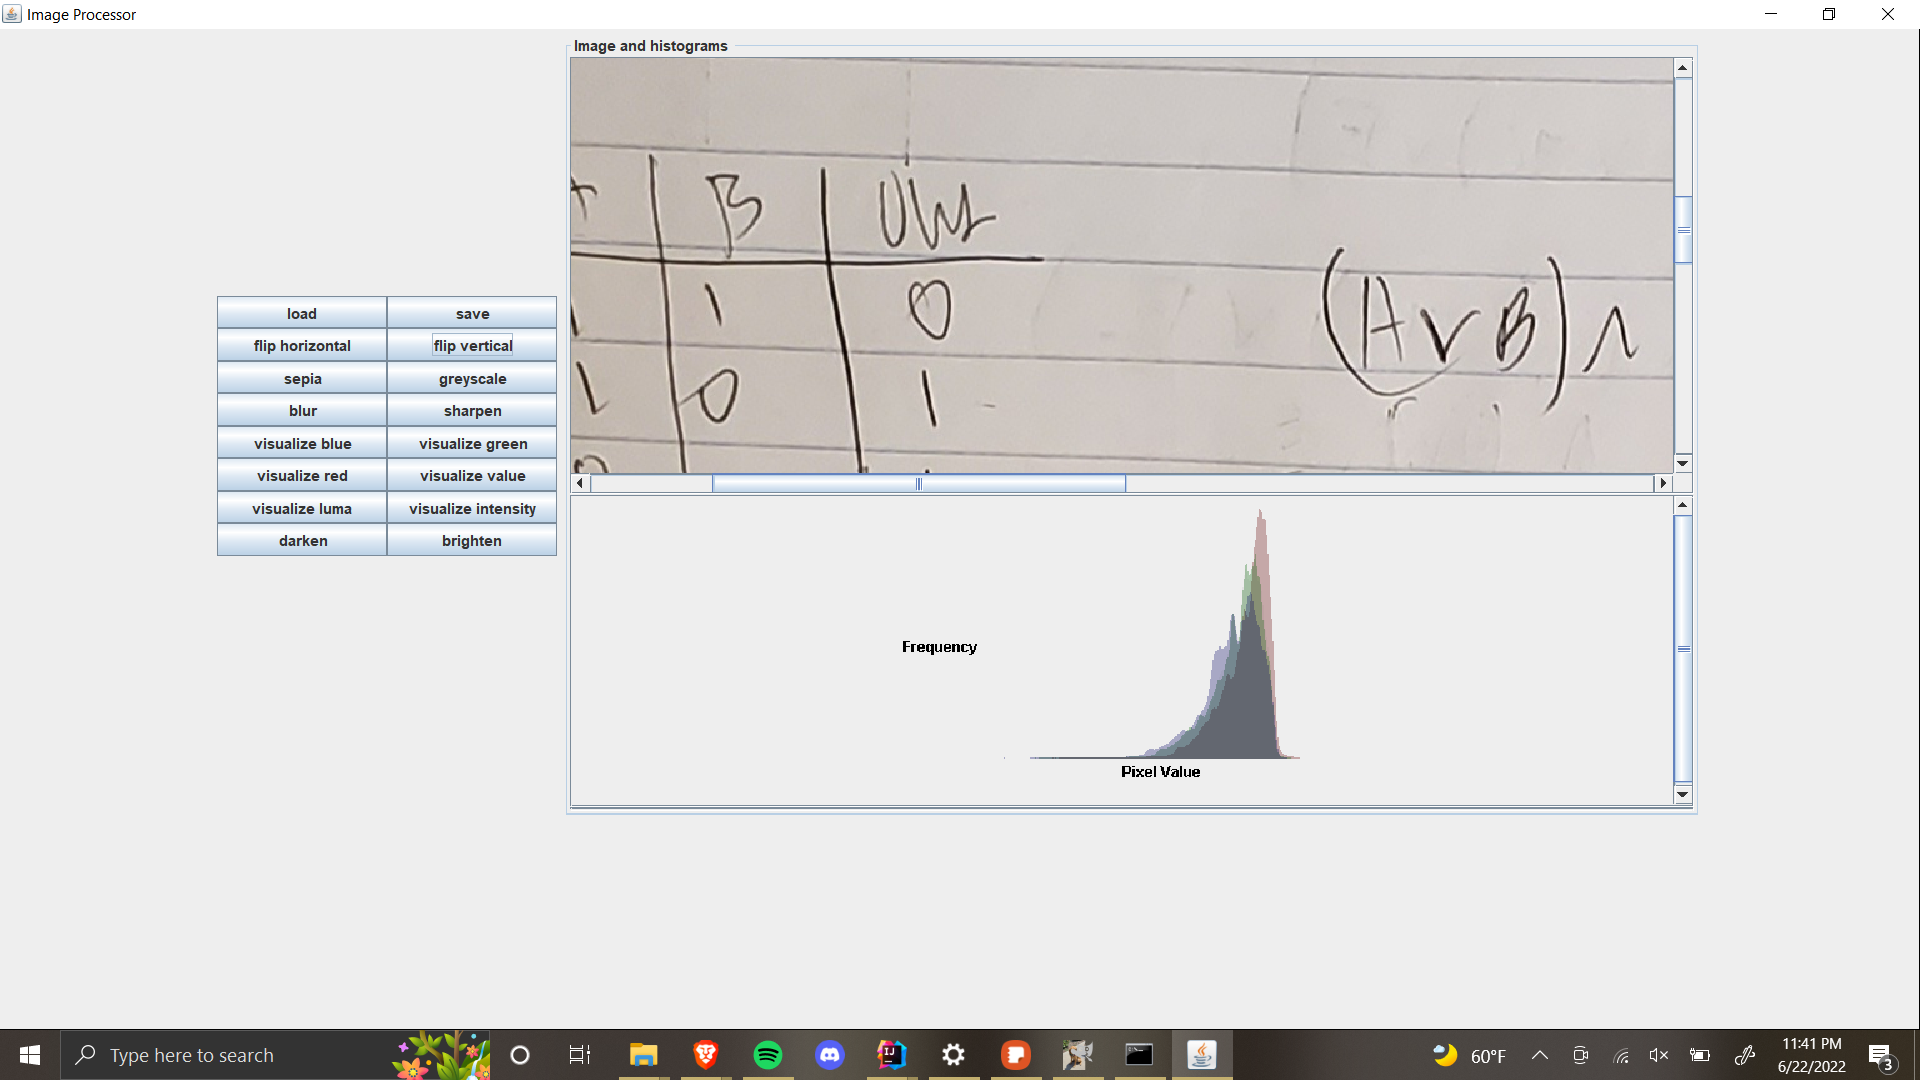 Image Processor
Image and histograms
B
1 0
1 0 1 -
(A v B) ∧
load save
flip horizontal flip vertical
sepia greyscale
blur sharpen
visualize blue visualize green
visualize red visualize value
visualize luma visualize intensity
darken brighten
Frequency
Pixel Value
Type here to search
60°F
11:41 PM
6/22/2022
3